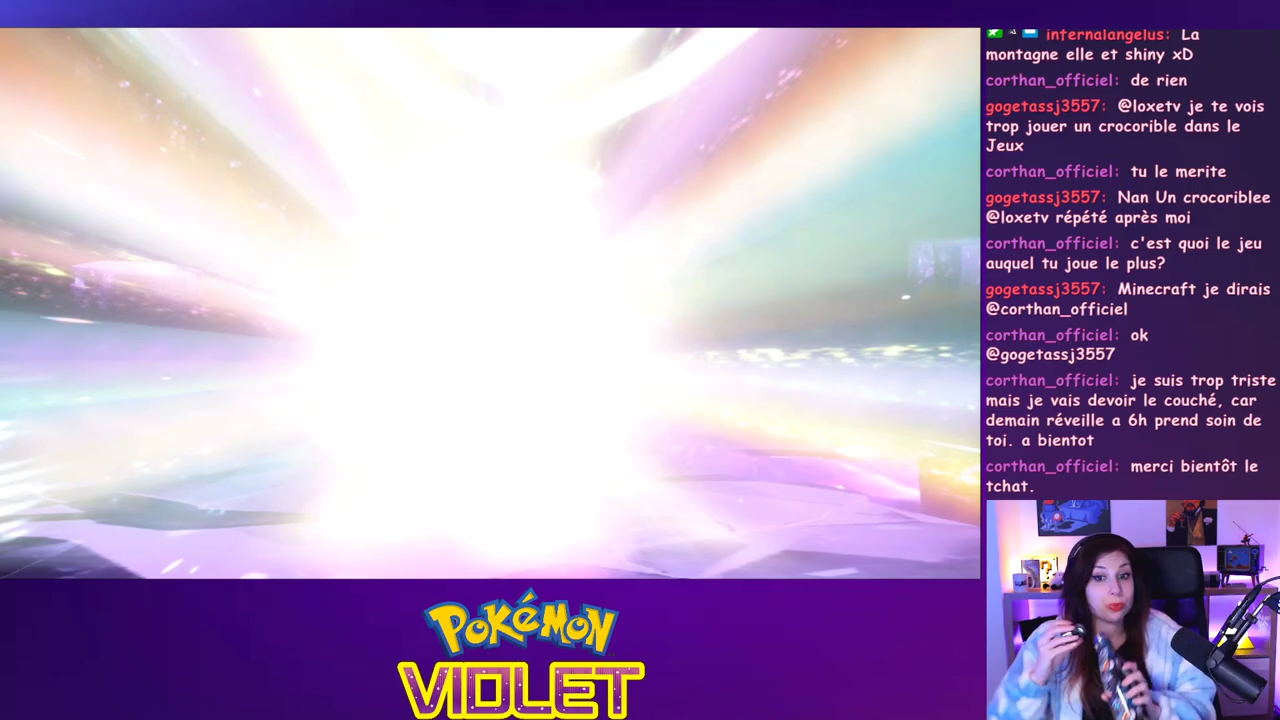 infernalangelus: La
montagne elle et shiny xD
corthan_officiel: de rien
gogetassj3557: @loxetv je te vois
trop jouer un crocorible dans le
Jeux
corthan_officiel: tu le merite
gogetassj3557: Nan Un crocoriblee
@loxetv répété après moi
corthan_officiel: c'est quoi le jeu
auquel tu joue le plus?
gogetassj3557: Minecraft je dirais
@corthan_officiel
corthan_officiel: ok
@gogetassj3557
corthan_officiel: je suis trop triste
mais je vais devoir le couché, car
demain réveille a 6h prend soin de
toi. a bientot
corthan_officiel: merci bientôt le
tchat.
POKéMON
VIOLET